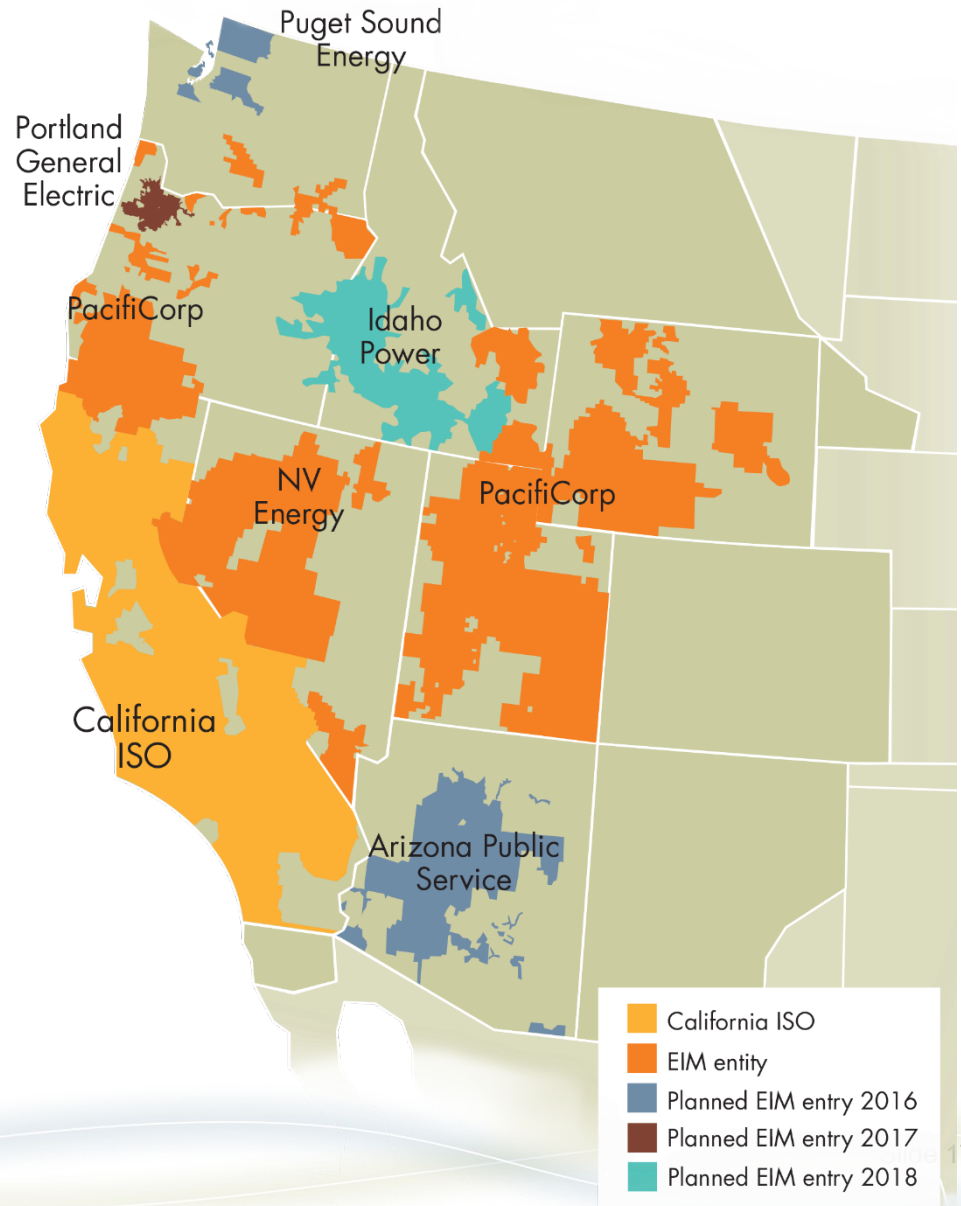 Puget Sound
Energy
Portland
General
Electric
PacifiCorp
Idaho
Power
NV
Energy
PacifiCorp
California
ISO
Arizona Public
Service
California ISO
EIM entity
Planned EIM entry 2016
Planned EIM entry 2017
Planned EIM entry 2018